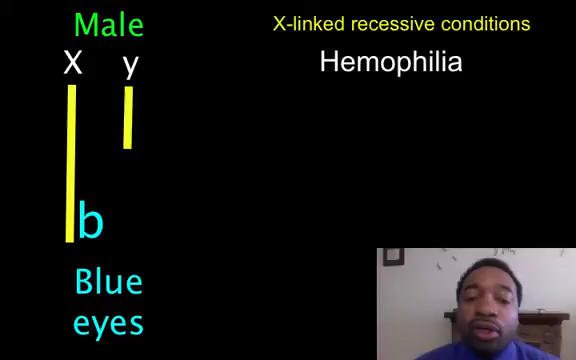 Male
X y
b
Blue
eyes
X-linked recessive conditions
Hemophilia